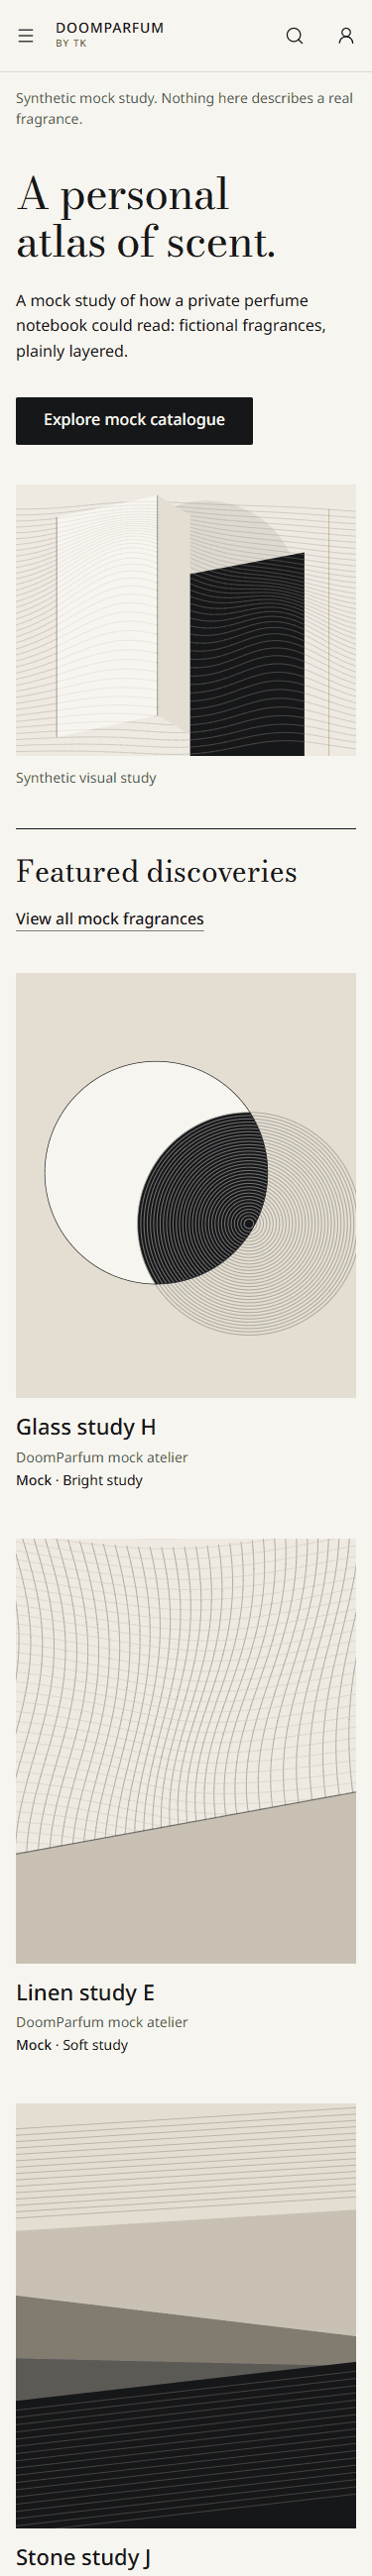 DOOMPARFUM
BY TK
Synthetic mock study. Nothing here describes a real
fragrance.
A personal
atlas of scent.
A mock study of how a private perfume
notebook could read: fictional fragrances,
plainly layered.
Explore mock catalogue
Synthetic visual study
Featured discoveries
View all mock fragrances
Glass study H
DoomParfum mock atelier
Mock · Bright study
Linen study E
DoomParfum mock atelier
Mock · Soft study
Stone study J